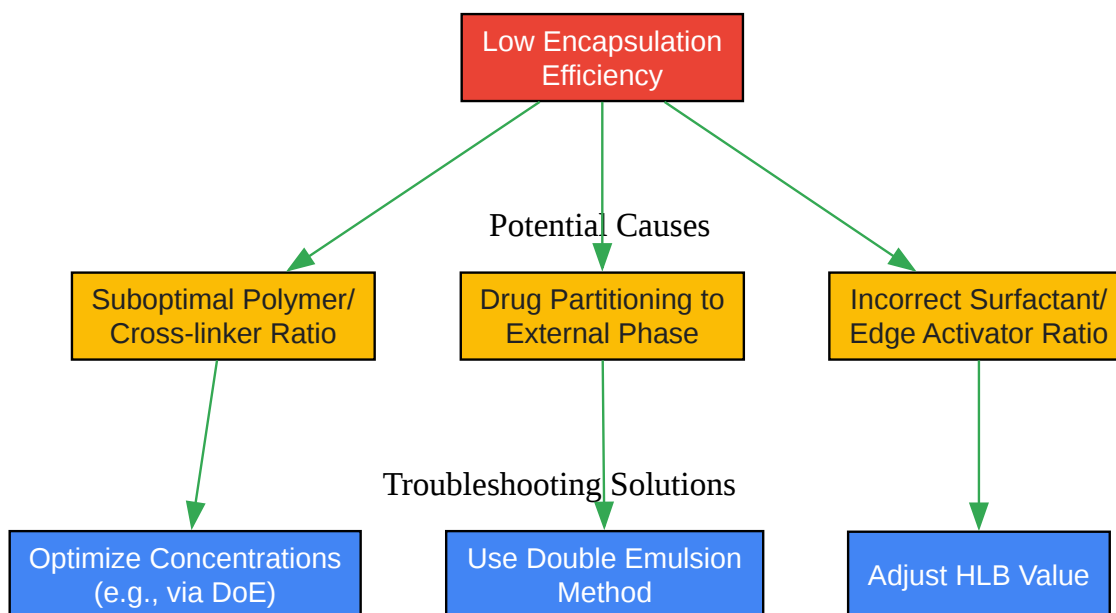 Low Encapsulation
Efficiency
Potential Causes
Suboptimal Polymer/
Cross-linker Ratio
Drug Partitioning to
External Phase
Incorrect Surfactant/
Edge Activator Ratio
Troubleshooting Solutions
Optimize Concentrations
(e.g., via DoE)
Use Double Emulsion
Method
Adjust HLB Value